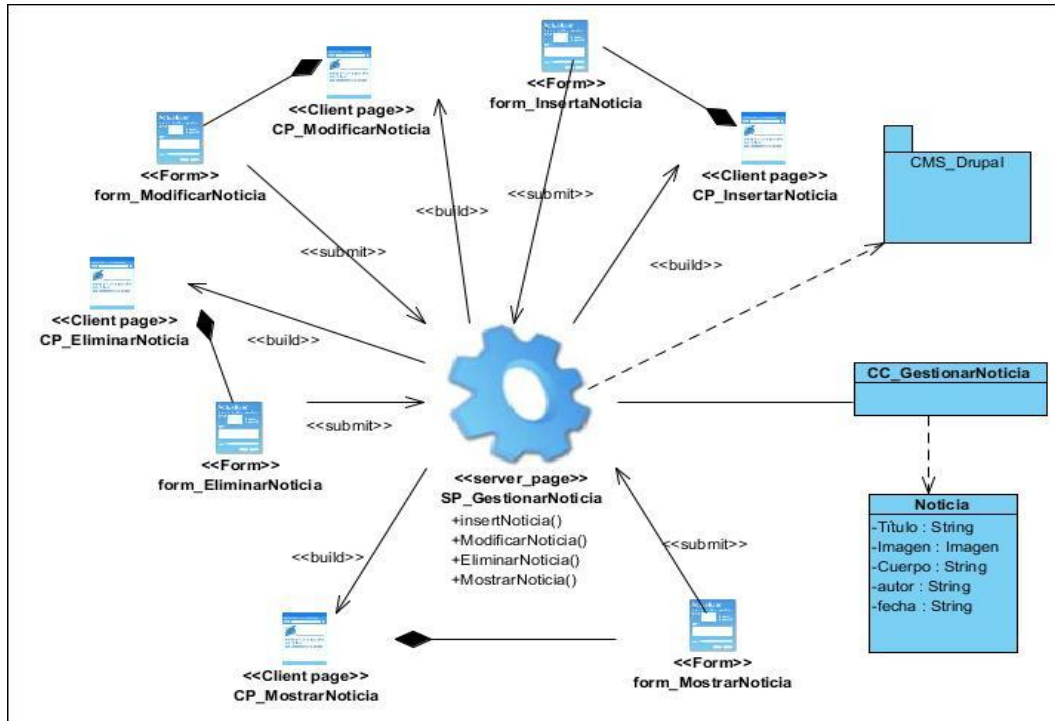 <<Form>>
form_InsertaNoticia
<<Client page>>
CP_ModificarNoticia
<<Form>>
form_ModificarNoticia
<<Client page>>
CP_InsertarNoticia
CMS_Drupal
<<build>>
<<submit>>
<<submit>>
<<build>>
<<Client page>>
CP_EliminarNoticia
<<build>>
CC_GestionarNoticia
<<submit>>
<<Form>>
form_EliminarNoticia
<<server_page>>
SP_GestionarNoticia
+insertNoticia()
+ModificarNoticia()
+EliminarNoticia()
+MostrarNoticia()
Noticia
-Título : String
-Imagen : Imagen
-Cuerpo : String
-autor : String
-fecha : String
<<build>>
<<submit>>
<<Client page>>
CP_MostrarNoticia
<<Form>>
form_MostrarNoticia